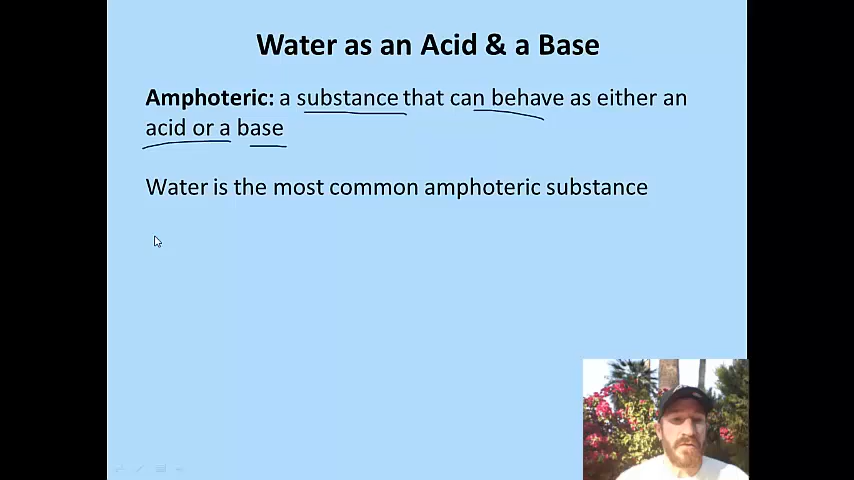 Water as an Acid & a Base
Amphoteric: a substance that can behave as either an
acid or a base
Water is the most common amphoteric substance